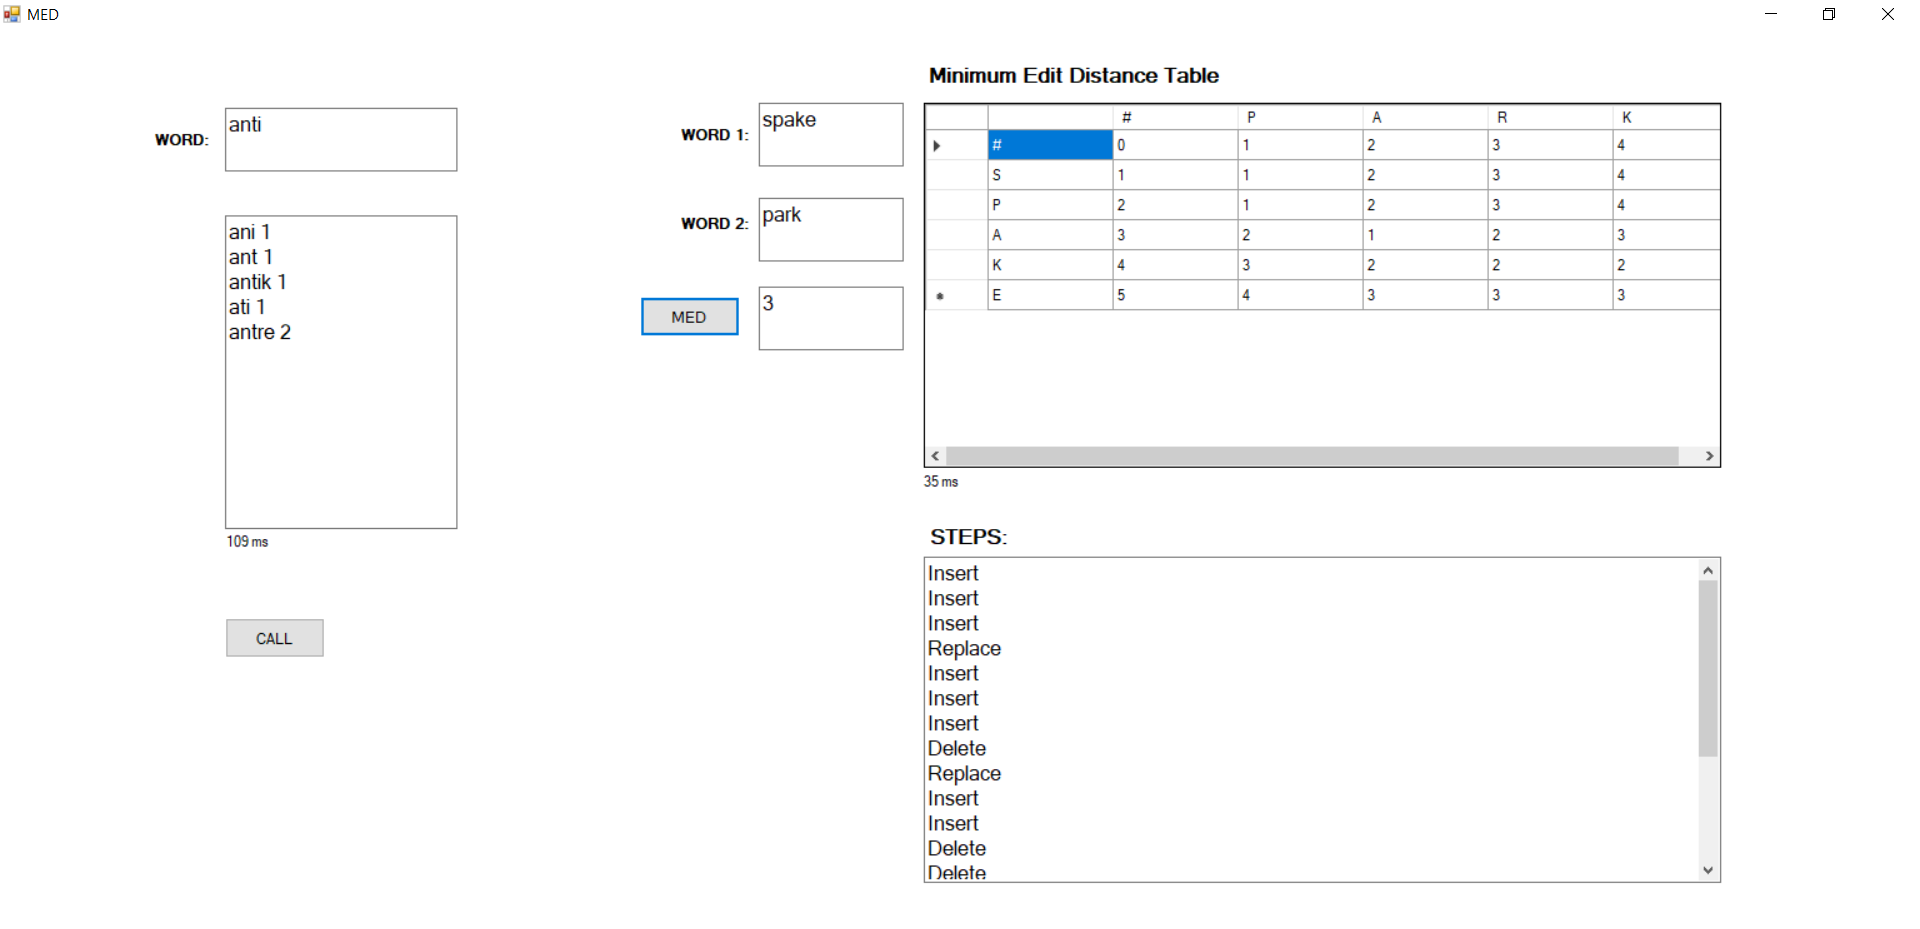 MED
WORD:
anti
ani 1
ant 1
antik 1
ati 1
antre 2
109 ms
CALL
WORD 1:
spake
WORD 2:
park
MED
3
Minimum Edit Distance Table
# P A R K
# 0 1 2 3 4
S 1 1 2 3 4
P 2 1 2 3 4
A 3 2 1 2 3
K 4 3 2 2 2
E 5 4 3 3 3
35 ms
STEPS:
Insert
Insert
Insert
Replace
Insert
Insert
Insert
Delete
Replace
Insert
Insert
Delete
Delete